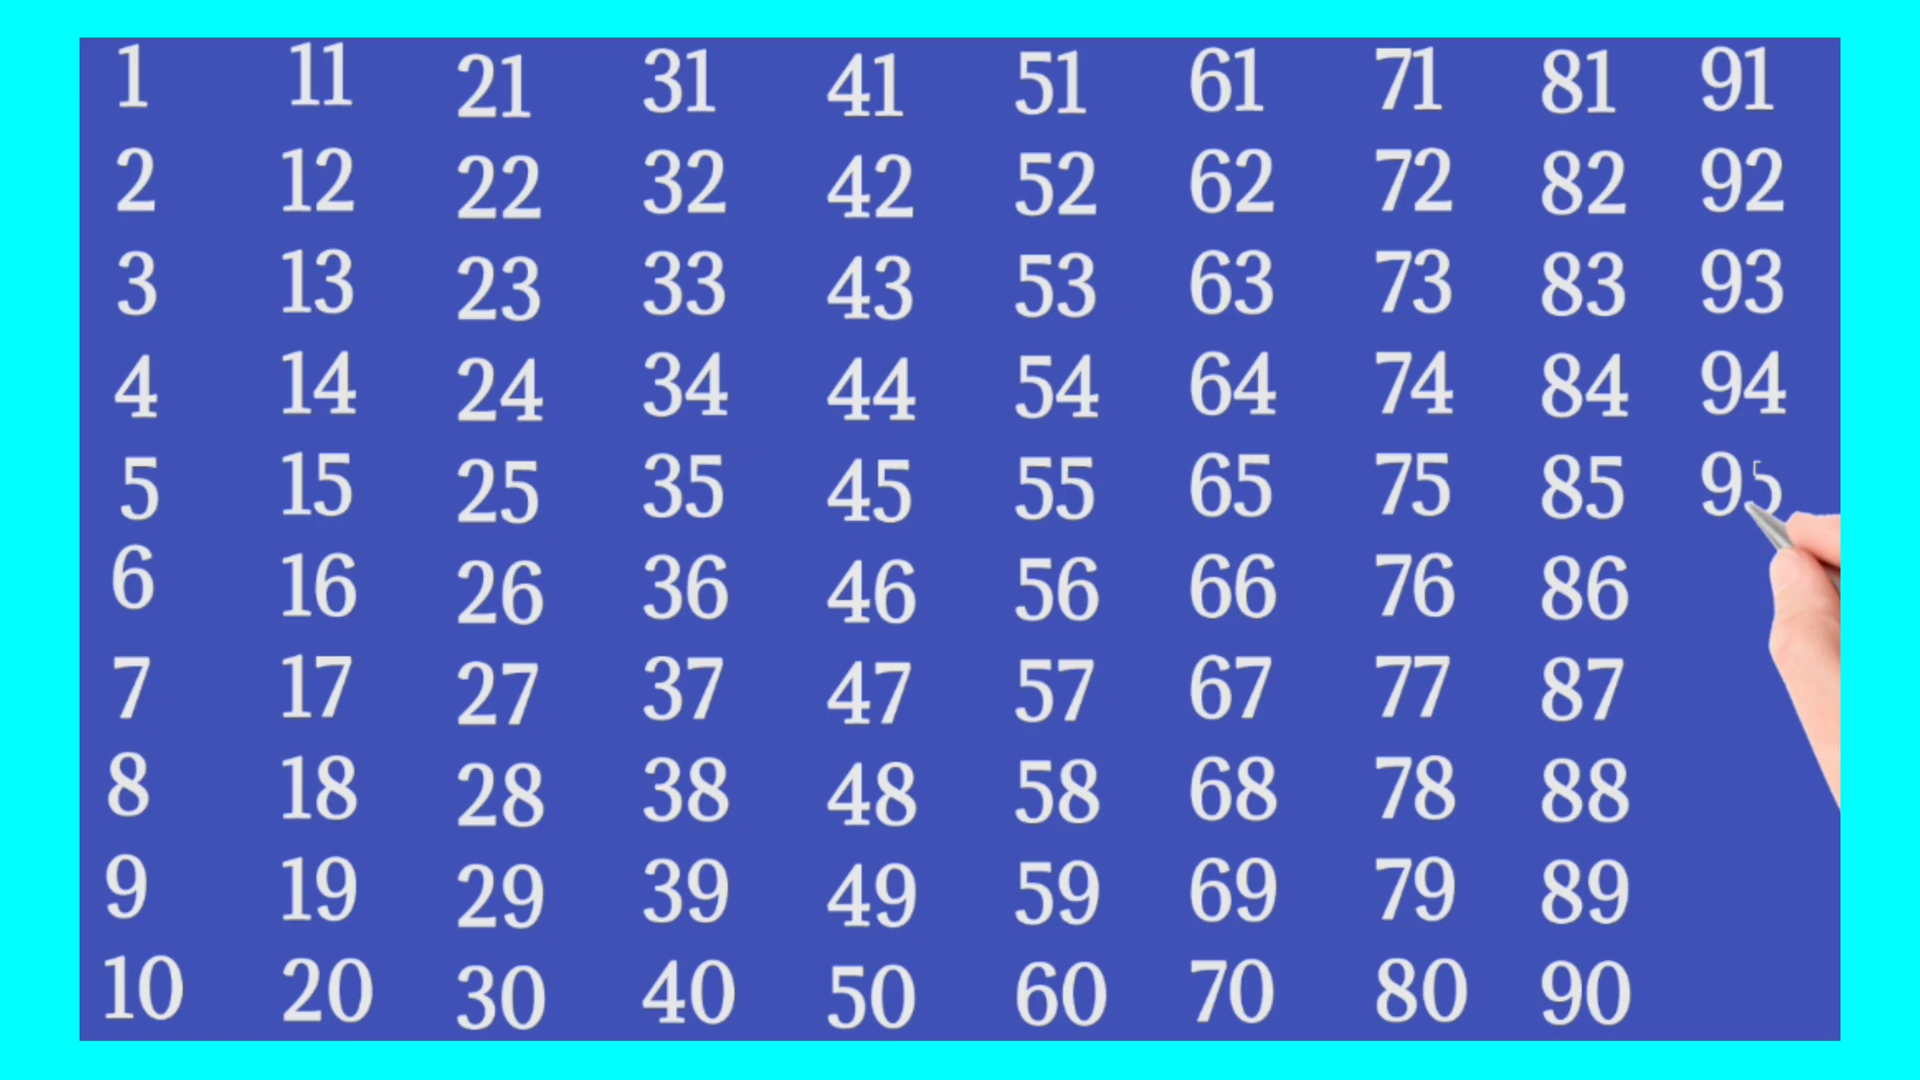 1 11 21 31 41 51 61 71 81 91
2 12 22 32 42 52 62 72 82 92
3 13 23 33 43 53 63 73 83 93
4 14 24 34 44 54 64 74 84 94
5 15 25 35 45 55 65 75 85 95
6 16 26 36 46 56 66 76 86
7 17 27 37 47 57 67 77 87
8 18 28 38 48 58 68 78 88
9 19 29 39 49 59 69 79 89
10 20 30 40 50 60 70 80 90